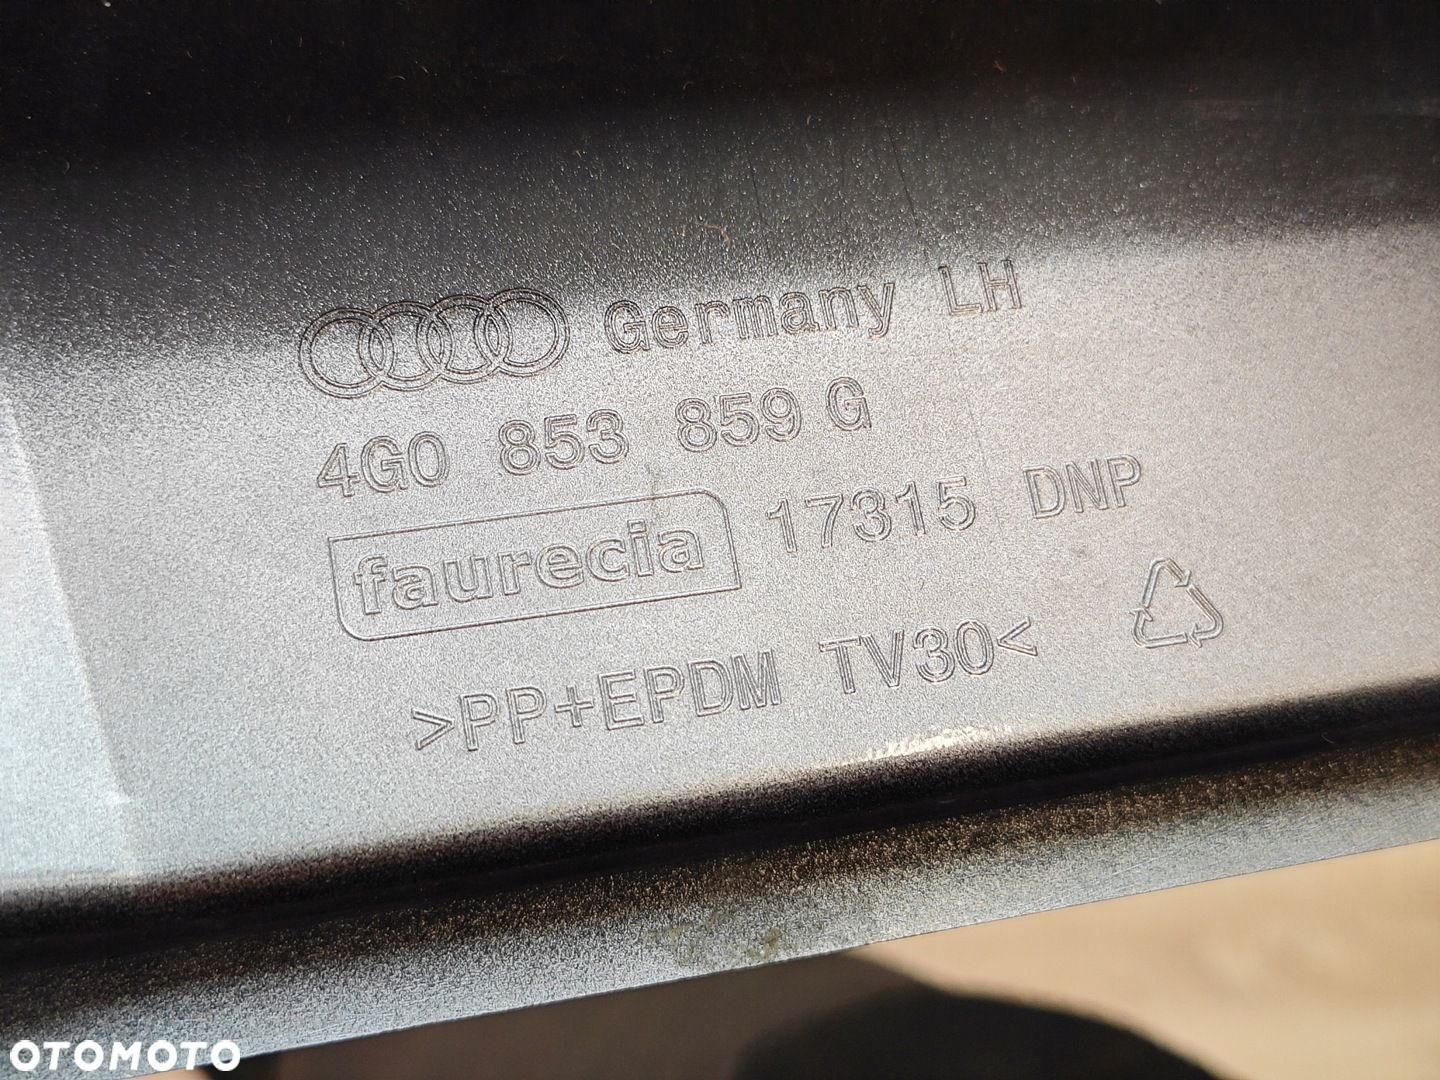 Germany LH
4G0 853 859 G
faurecia 17315 DNP
>PP+EPDM TV30<
OTOMOTO